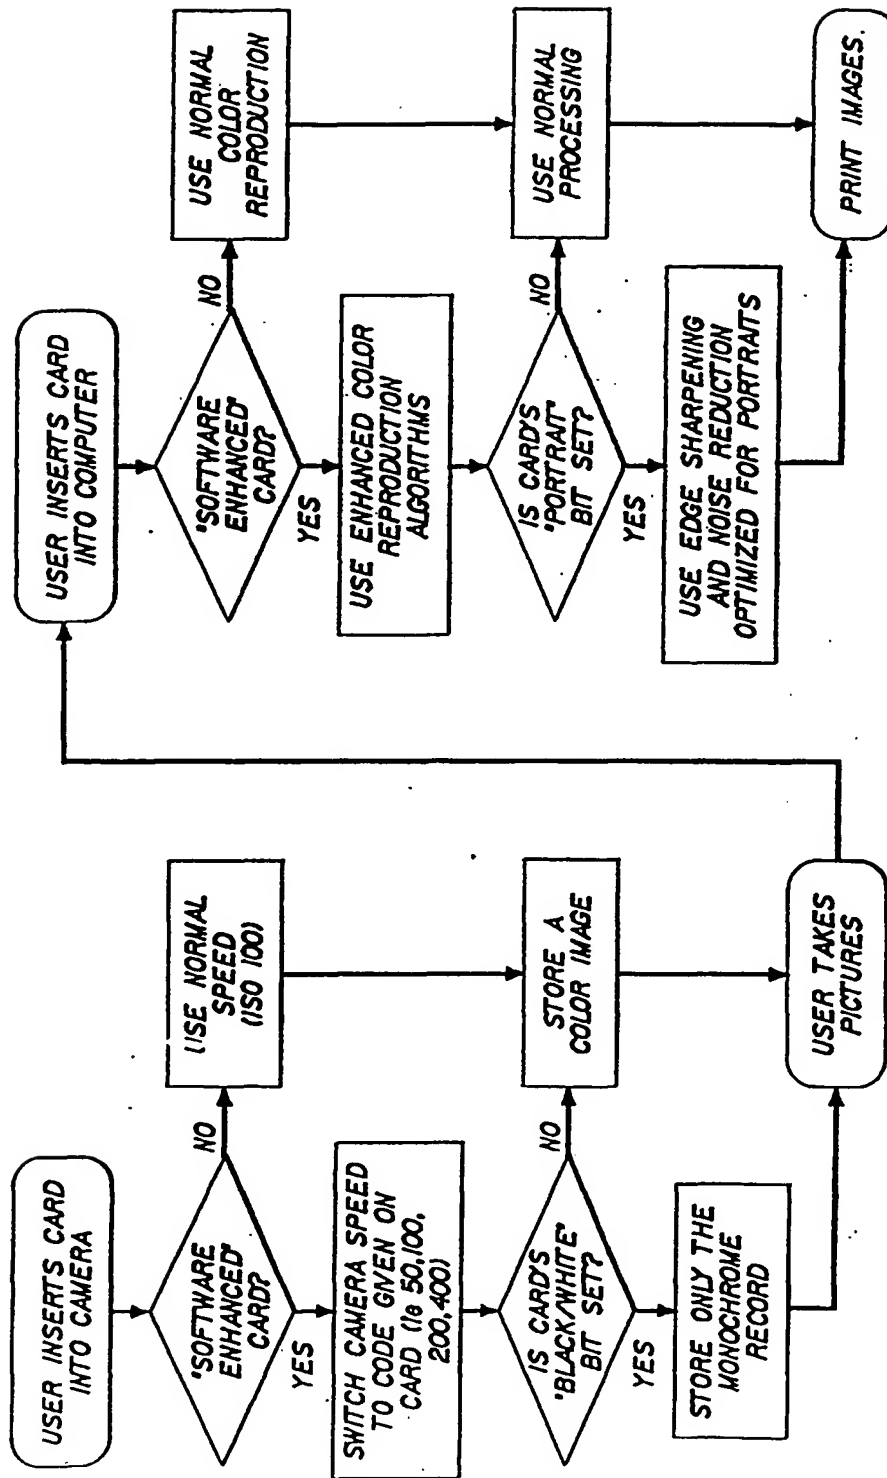 USER INSERTS CARD
INTO CAMERA
"SOFTWARE
ENHANCED"
CARD?
NO
USE NORMAL
SPEED
(ISO 100)
YES
SWITCH CAMERA SPEED
TO CODE GIVEN ON
CARD (ie 50,100,
200,400)
IS CARD'S
"BLACK/WHITE"
BIT SET?
NO
STORE A
COLOR IMAGE
YES
STORE ONLY THE
MONOCHROME
RECORD
USER TAKES
PICTURES
USER INSERTS CARD
INTO COMPUTER
"SOFTWARE
ENHANCED"
CARD?
NO
USE NORMAL
COLOR
REPRODUCTION
YES
USE ENHANCED COLOR
REPRODUCTION
ALGORITHMS
IS CARD'S
"PORTRAIT"
BIT SET?
NO
USE NORMAL
PROCESSING
YES
USE EDGE SHARPENING
AND NOISE REDUCTION
OPTIMIZED FOR PORTRAITS
PRINT IMAGES.